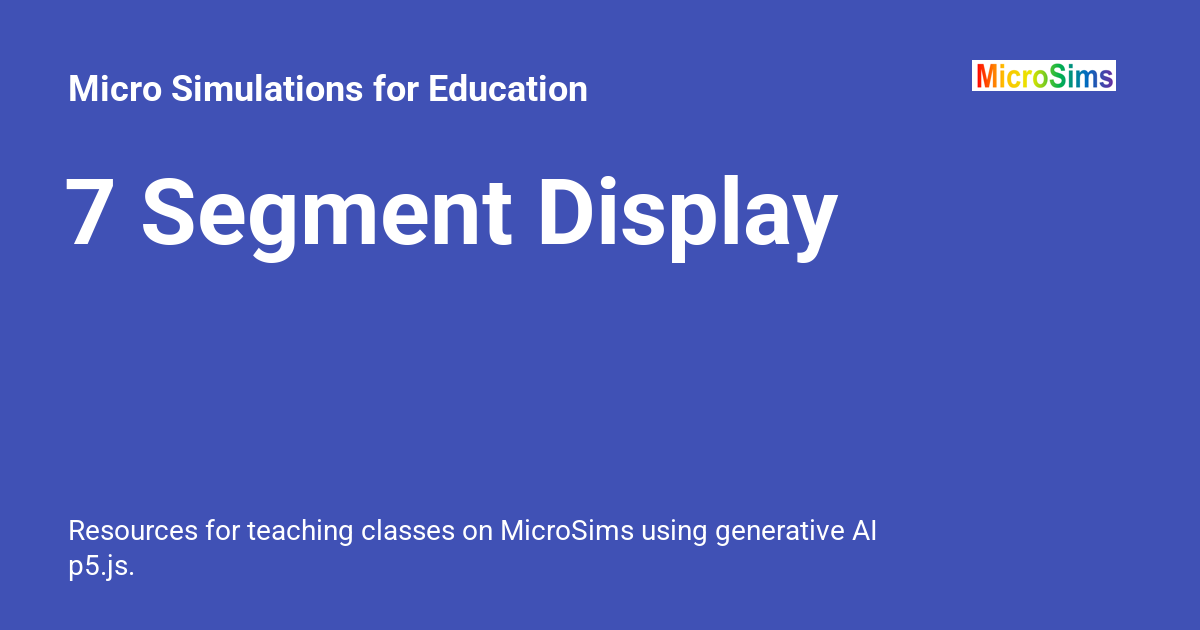 Micro Simulations for Education
MicroSims
7 Segment Display
Resources for teaching classes on MicroSims using generative AI
p5.js.